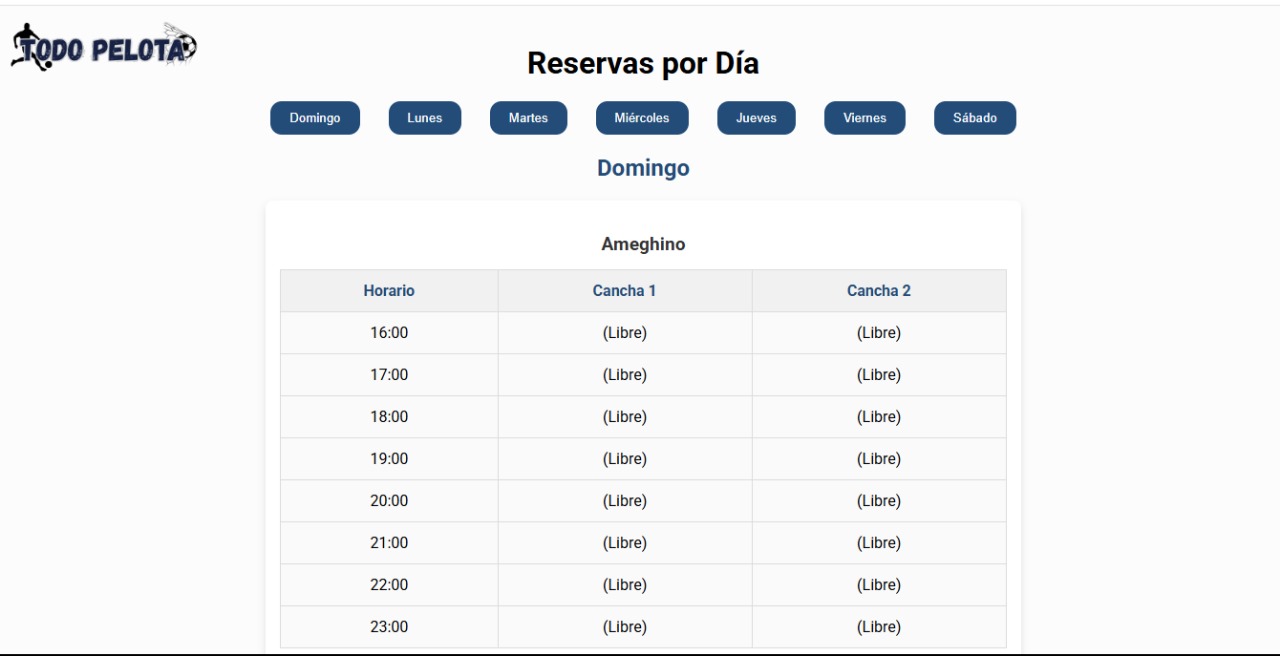 TODO PELOTA
Reservas por Día
Domingo Lunes Martes Miércoles Jueves Viernes Sábado
Domingo
Ameghino
Horario Cancha 1 Cancha 2
16:00 (Libre) (Libre)
17:00 (Libre) (Libre)
18:00 (Libre) (Libre)
19:00 (Libre) (Libre)
20:00 (Libre) (Libre)
21:00 (Libre) (Libre)
22:00 (Libre) (Libre)
23:00 (Libre) (Libre)